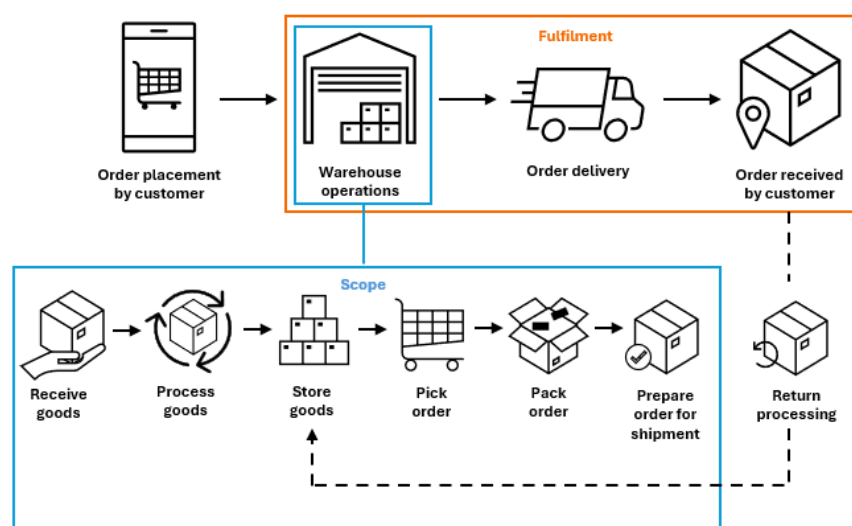 Fulfilment
Order placement
by customer
Warehouse
operations
Order delivery
Order received
by customer
Scope
Receive
goods
Process
goods
Store
goods
Pick
order
Pack
order
Prepare
order for
shipment
Return
processing